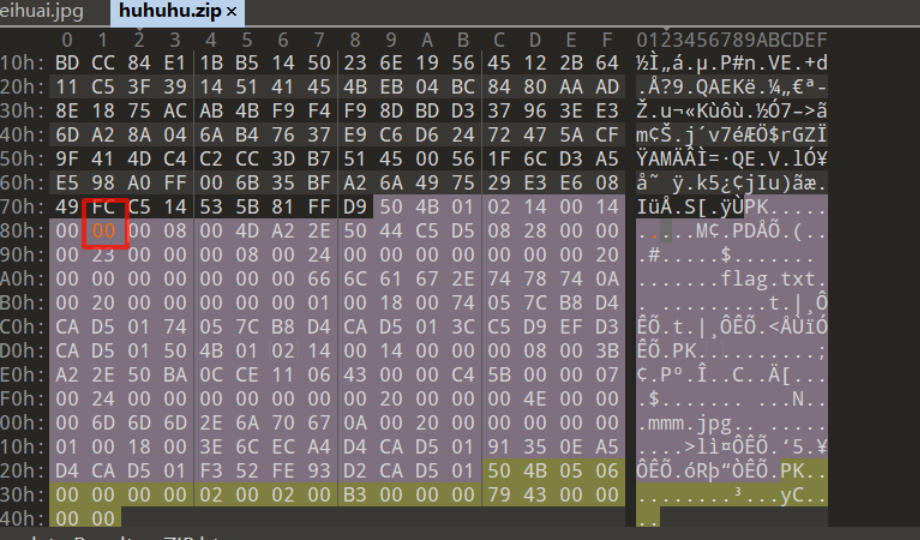 eihuai.jpg huhuhu.zip ×
0 1 2 3 4 5 6 7 8 9 A B C D E F 0123456789ABCDEF
10h: BD CC 84 E1 1B B5 14 50 23 6E 19 56 45 12 2B 64 ½Ì„á.µ.P#n.VE.+d
20h: 11 C5 3F 39 14 51 41 45 4B EB 04 BC 84 80 AA AD .Å?9.QAEKë.¼„€ª-
30h: 8E 18 75 AC AB 4B F9 F4 F9 8D BD D3 37 96 3E E3 Ž.u¬«Kùôù.½Ó7–>ã
40h: 6D A2 8A 04 6A B4 76 37 E9 C6 D6 24 72 47 5A CF m¢Š.j´v7éÆÖ$rGZÏ
50h: 9F 41 4D C4 C2 CC 3D B7 51 45 00 56 1F 6C D3 A5 ŸAMÄÂÌ=·QE.V.lÓ¥
60h: E5 98 A0 FF 00 6B 35 BF A2 6A 49 75 29 E3 E6 08 å˜ ÿ.k5¿¢jIu)ãæ.
70h: 49 FC C5 14 53 5B 81 FF D9 50 4B 01 02 14 00 14 IüÅ.S[.ÿÙPK.....
80h: 00 00 00 08 00 4D A2 2E 50 44 C5 D5 08 28 00 00 .....M¢.PDÅÕ.(..
90h: 00 23 00 00 00 08 00 24 00 00 00 00 00 00 00 20 .#.....$.......
A0h: 00 00 00 00 00 00 00 66 6C 61 67 2E 74 78 74 0A .......flag.txt.
B0h: 00 20 00 00 00 00 00 01 00 18 00 74 05 7C B8 D4 . .........t.|¸Ô
C0h: CA D5 01 74 05 7C B8 D4 CA D5 01 3C C5 D9 EF D3 ÊÕ.t.|¸ÔÊÕ.<ÅÙïÓ
D0h: CA D5 01 50 4B 01 02 14 00 14 00 00 00 08 00 3B ÊÕ.PK..........;
E0h: A2 2E 50 BA 0C CE 11 06 43 00 00 C4 5B 00 00 07 ¢.Pº.Î..C..Ä[...
F0h: 00 24 00 00 00 00 00 00 00 20 00 00 00 4E 00 00 .$....... ...N..
00h: 00 6D 6D 6D 2E 6A 70 67 0A 00 20 00 00 00 00 00 .mmm.jpg.. .....
10h: 01 00 18 00 3E 6C EC A4 D4 CA D5 01 91 35 0E A5 ....>lì¤ÔÊÕ.‘5.¥
20h: D4 CA D5 01 F3 52 FE 93 D2 CA D5 01 50 4B 05 06 ÔÊÕ.óRþ“ÒÊÕ.PK..
30h: 00 00 00 00 02 00 02 00 B3 00 00 00 79 43 00 00 ........³...yC..
40h: 00 00 ..